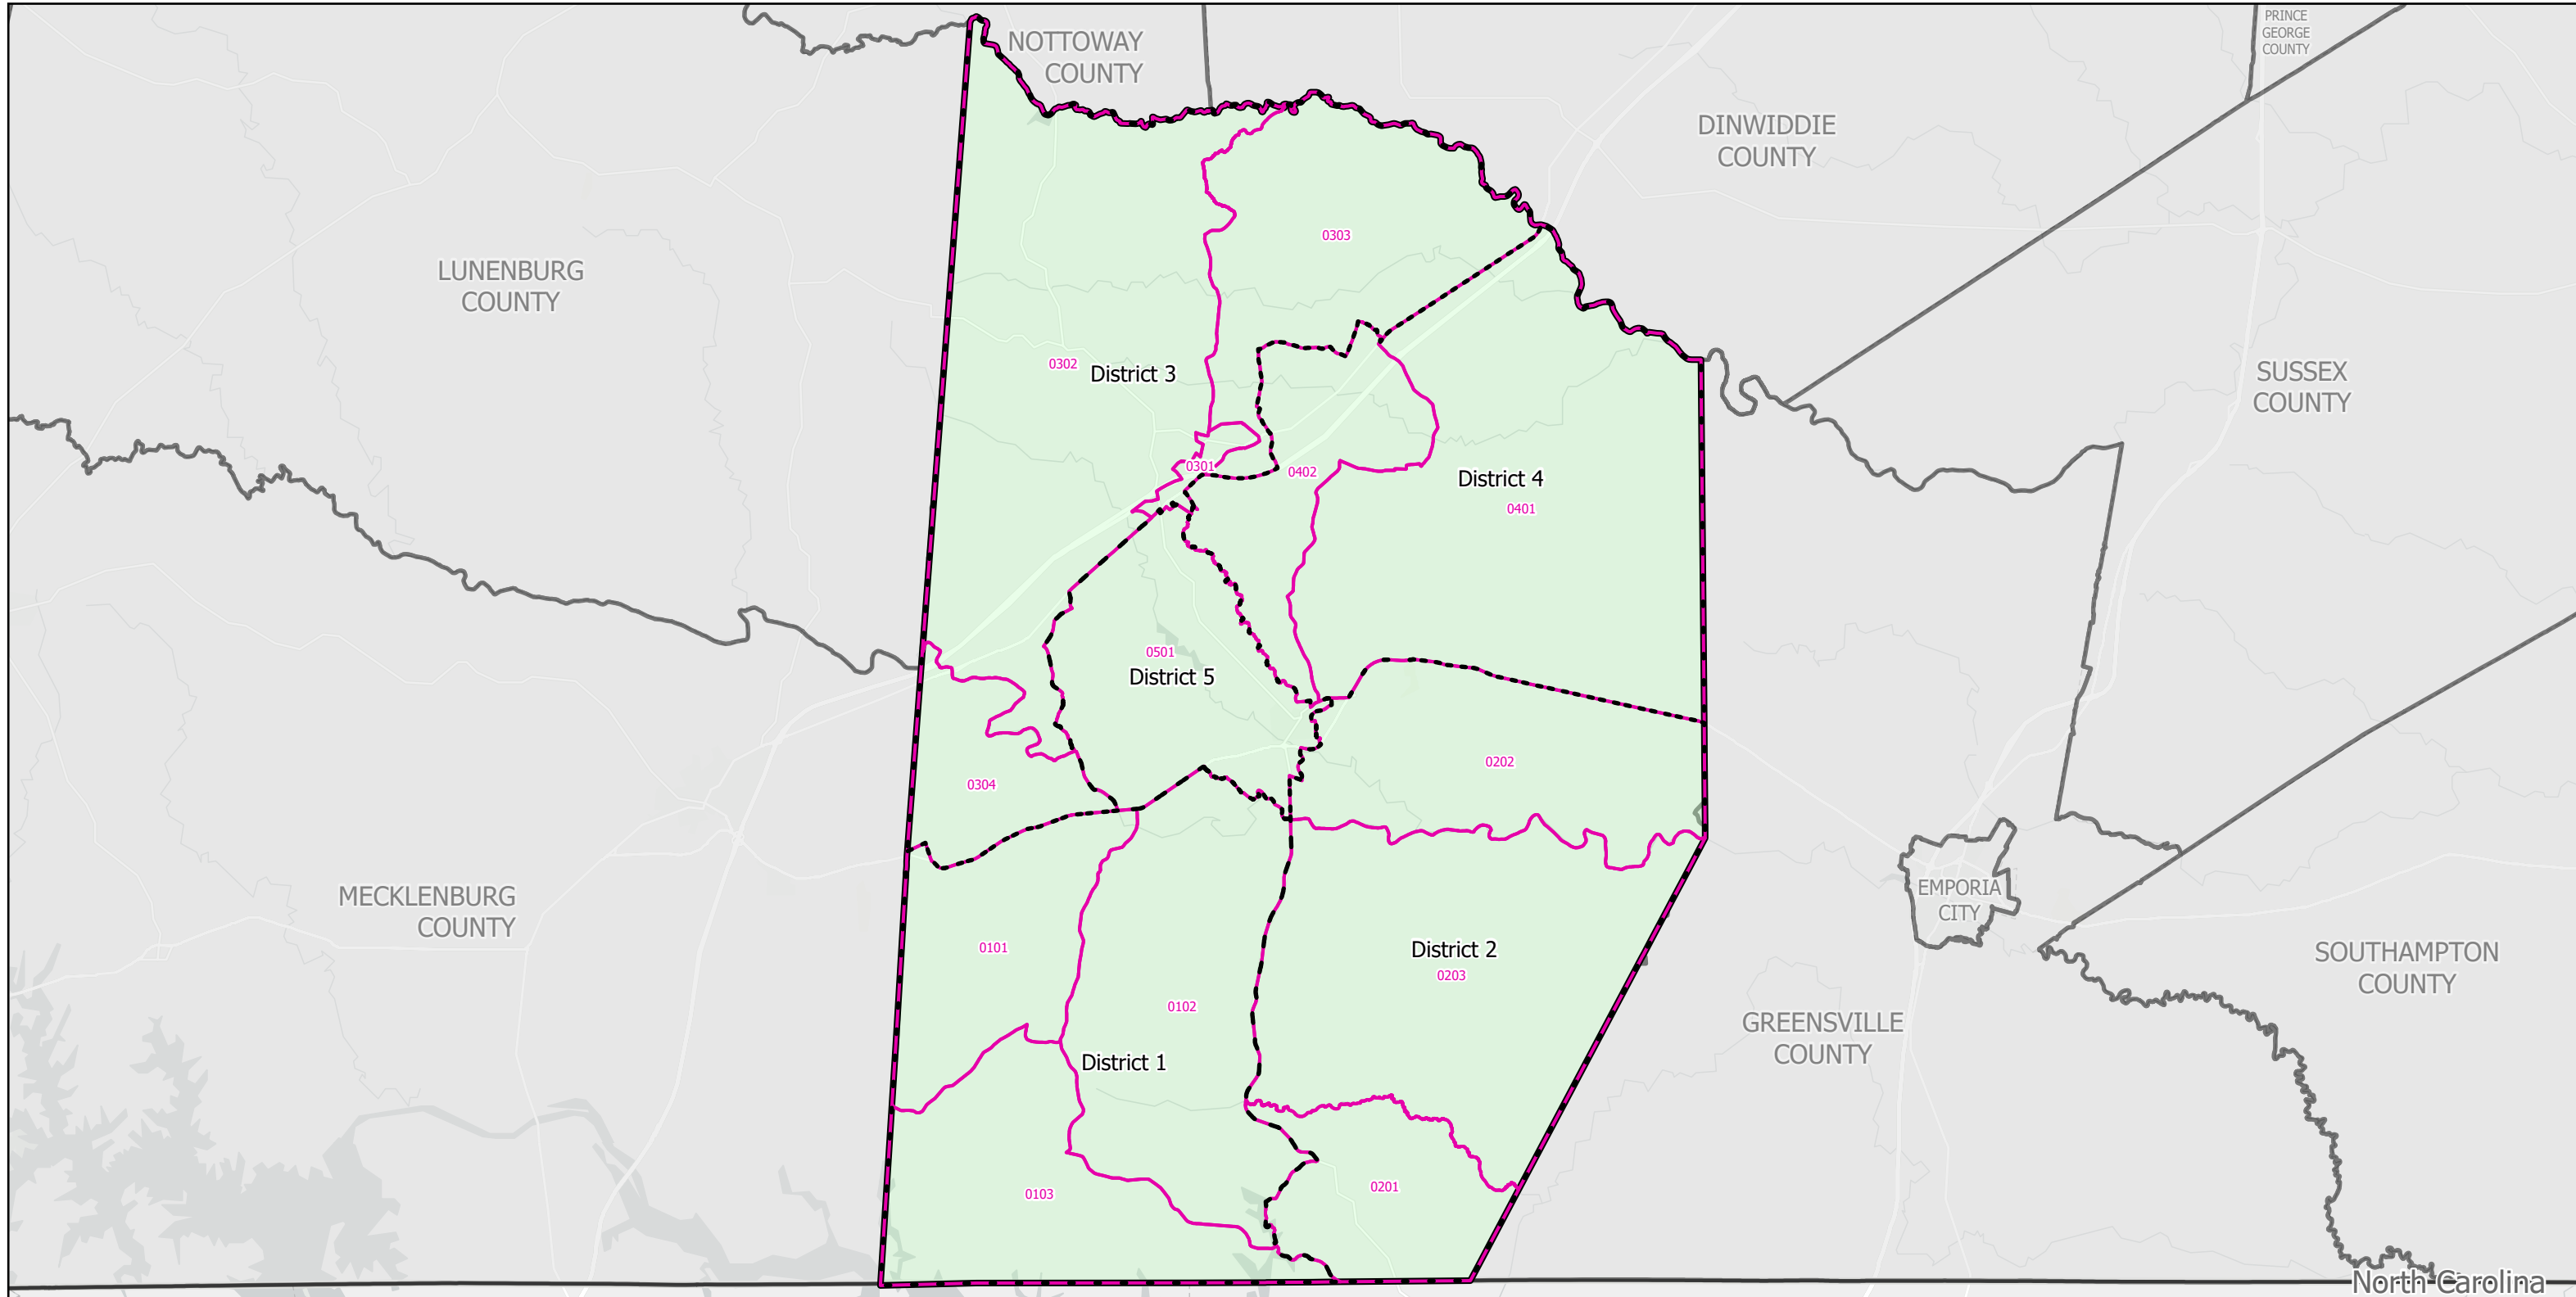 PRINCE
GEORGE
COUNTY
NOTTOWAY
COUNTY
DINWIDDIE
COUNTY
0303
LUNENBURG
COUNTY
0302
District 3
SUSSEX
COUNTY
0301
0402
District 4
0401
0501
District 5
0202
0304
MECKLENBURG
COUNTY
EMPORIA
CITY
0101
District 2
0203
SOUTHAMPTON
COUNTY
0102
GREENSVILLE
COUNTY
District 1
0103
0201
North Carolina